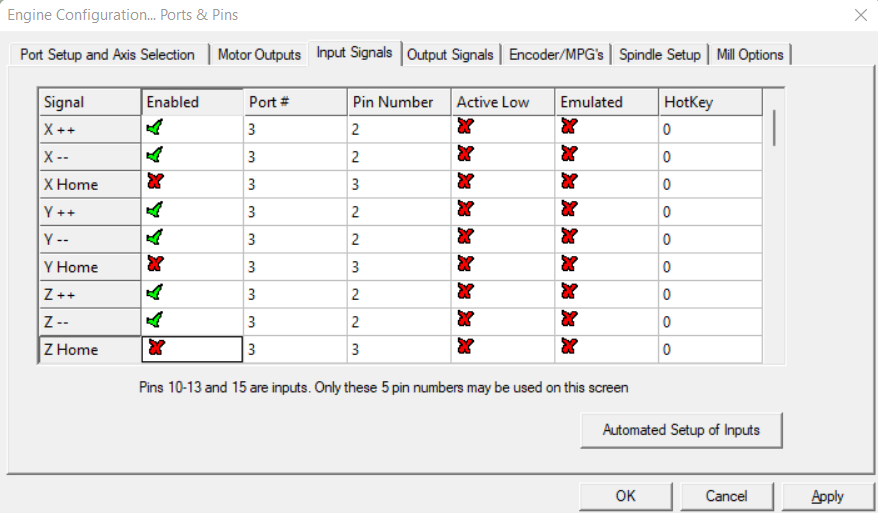 Engine Configuration... Ports & Pins
Port Setup and Axis Selection Motor Outputs Input Signals Output Signals Encoder/MPG's Spindle Setup Mill Options
Signal Enabled Port # Pin Number Active Low Emulated HotKey
X ++ 3 2 0
X -- 3 2 0
X Home 3 3 0
Y ++ 3 2 0
Y -- 3 2 0
Y Home 3 3 0
Z ++ 3 2 0
Z -- 3 2 0
Z Home 3 3 0
Pins 10-13 and 15 are inputs. Only these 5 pin numbers may be used on this screen
Automated Setup of Inputs
OK Cancel Apply